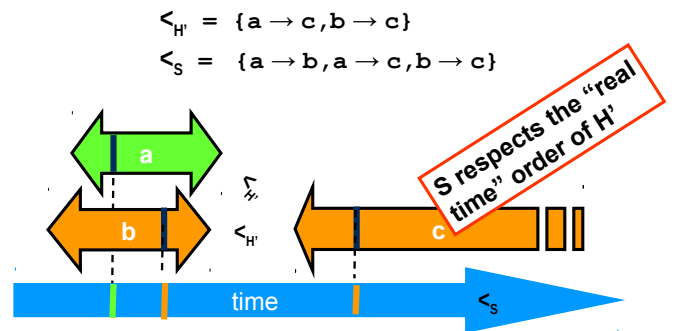 <H' = {a → c,b → c}
<S = {a → b,a → c,b → c}
S respects the “real
time” order of H’
a
<H'
b
<H'
c
time
<S